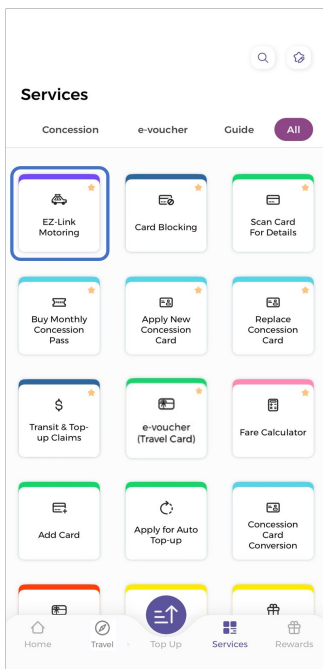 Services
Concession e-voucher Guide All
EZ-Link
Motoring
Card Blocking
Scan Card
For Details
Buy Monthly
Concession
Pass
Apply New
Concession
Card
Replace
Concession
Card
Transit & Top-
up Claims
e-voucher
(Travel Card)
Fare Calculator
Add Card
Apply for Auto
Top-up
Concession
Card
Conversion
Home Travel Top Up Services Rewards